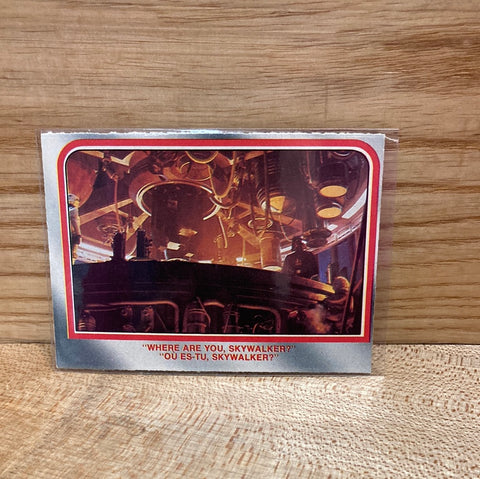 "WHERE ARE YOU, SKYWALKER?"
"OÙ ES-TU, SKYWALKER?"